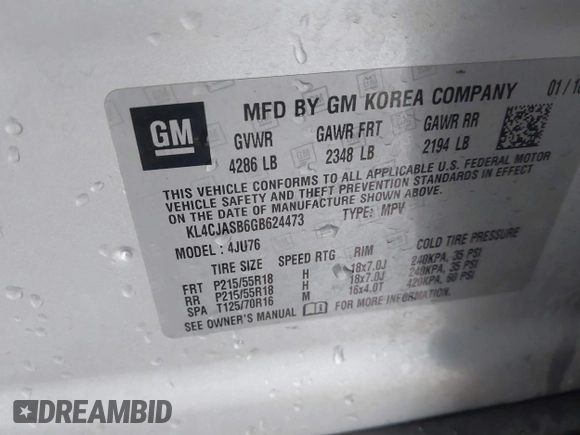 GM
MFD BY GM KOREA COMPANY
GVWR GAWR FRT GAWR RR
4286 LB 2348 LB 2194 LB
THIS VEHICLE CONFORMS TO ALL APPLICABLE U.S. FEDERAL MOTOR
VEHICLE SAFETY AND THEFT PREVENTION STANDARDS IN EFFECT
ON THE DATE OF MANUFACTURE SHOWN ABOVE.
KL4CJASB6GB624473 TYPE: MPV
MODEL: 4JU76
TIRE SIZE SPEED RTG RIM COLD TIRE PRESSURE
FRT P215/55R18 H 18x7.0J 240KPA, 35 PSI
RR P215/55R18 H 18x7.0J 240KPA, 35 PSI
SPA T125/70R16 M 16x4.0T 420KPA, 60 PSI
SEE OWNER'S MANUAL FOR MORE INFORMATION.
DREAMBID